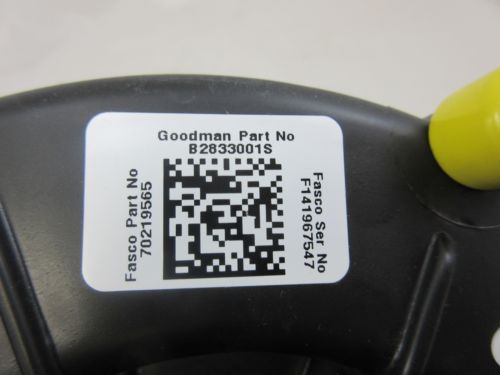 Goodman Part No
B2833001S
Fasco Part No
70219565
Fasco Ser No
F141967547